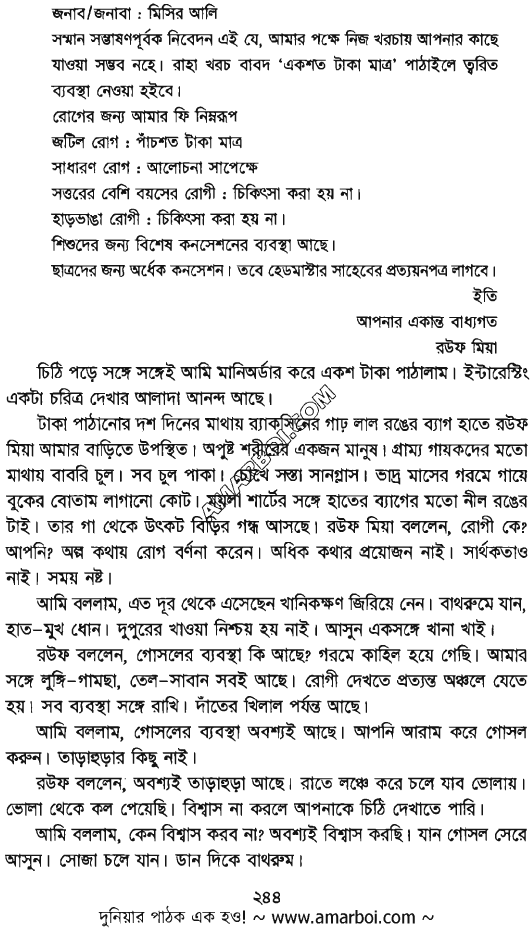 জনাব/জনাবা : মিসির আলি
সম্মান সম্ভাষণপূর্বক নিবেদন এই যে, আমার পক্ষে নিজ খরচায় আপনার কাছে
যাওয়া সম্ভব নহে। রাহা খরচ বাবদ ‘একশত টাকা মাত্র’ পাঠাইলে ত্বরিত
ব্যবস্থা নেওয়া হইবে।
রোগের জন্য আমার ফি নিম্নরূপ
জটিল রোগ : পাঁচশত টাকা মাত্র
সাধারণ রোগ : আলোচনা সাপেক্ষে
সত্তরের বেশি বয়সের রোগী : চিকিৎসা করা হয় না।
হাড়ভাঙা রোগী : চিকিৎসা করা হয় না।
শিশুদের জন্য বিশেষ কনসেশনের ব্যবস্থা আছে।
ছাত্রদের জন্য অর্ধেক কনসেশন। তবে হেডমাস্টার সাহেবের প্রত্যয়নপত্র লাগবে।
ইতি
আপনার একান্ত বাধ্যগত
রউফ মিয়া
চিঠি পড়ে সঙ্গে সঙ্গেই আমি মানিঅর্ডার করে একশ টাকা পাঠালাম। ইন্টারেস্টিং
একটা চরিত্র দেখার আলাদা আনন্দ আছে।
টাকা পাঠানোর দশ দিনের মাথায় র‍্যাকসিনের গাঢ় লাল রঙের ব্যাগ হাতে রউফ
মিয়া আমার বাড়িতে উপস্থিত। অপুষ্ট শরীরের একজন মানুষ। গ্রাম্য গায়কদের মতো
মাথায় বাবরি চুল। সব চুল পাকা। চোখে সস্তা সানগ্লাস। ভাদ্র মাসের গরমে গায়ে
বুকের বোতাম লাগানো কোট। ময়লা শার্টের সঙ্গে হাতের ব্যাগের মতো নীল রঙের
টাই। তার গা থেকে উৎকট বিড়ির গন্ধ আসছে। রউফ মিয়া বললেন, রোগী কে?
আপনি? অল্প কথায় রোগ বর্ণনা করেন। অধিক কথার প্রয়োজন নাই। সার্থকতাও
নাই। সময় নষ্ট।
আমি বললাম, এত দূর থেকে এসেছেন খানিকক্ষণ জিরিয়ে নেন। বাথরুমে যান,
হাত–মুখ ধোন। দুপুরের খাওয়া নিশ্চয় হয় নাই। আসুন একসঙ্গে খানা খাই।
রউফ বললেন, গোসলের ব্যবস্থা কি আছে? গরমে কাহিল হয়ে গেছি। আমার
সঙ্গে লুঙ্গি–গামছা, তেল–সাবান সবই আছে। রোগী দেখতে প্রত্যন্ত অঞ্চলে যেতে
হয়। সব ব্যবস্থা সঙ্গে রাখি। দাঁতের খিলাল পর্যন্ত আছে।
আমি বললাম, গোসলের ব্যবস্থা অবশ্যই আছে। আপনি আরাম করে গোসল
করুন। তাড়াহুড়ার কিছু নাই।
রউফ বললেন, অবশ্যই তাড়াহুড়া আছে। রাতে লঞ্চে করে চলে যাব ভোলায়।
ভোলা থেকে কল পেয়েছি। বিশ্বাস না করলে আপনাকে চিঠি দেখাতে পারি।
আমি বললাম, কেন বিশ্বাস করব না? অবশ্যই বিশ্বাস করছি। যান গোসল সেরে
আসুন। সোজা চলে যান। ডান দিকে বাথরুম।
২৪৪
দুনিয়ার পাঠক এক হও! ~ www.amarboi.com ~
AMARBOI.COM